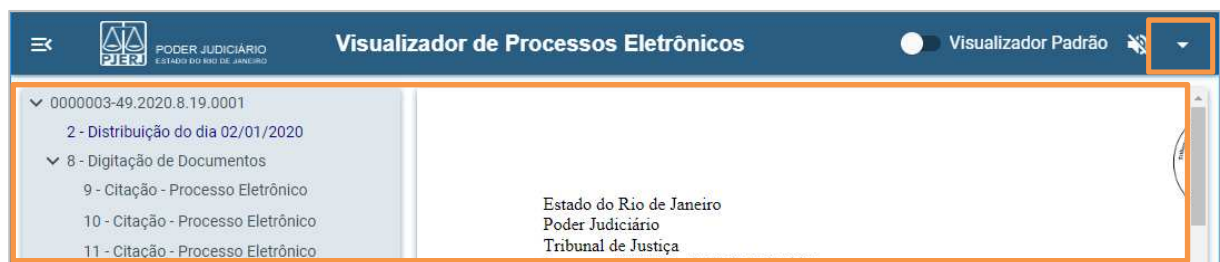 PJERJ
PODER JUDICIÁRIO
ESTADO DO RIO DE JANEIRO
Visualizador de Processos Eletrônicos
Visualizador Padrão
0000003-49.2020.8.19.0001
2 - Distribuição do dia 02/01/2020
8 - Digitação de Documentos
9 - Citação - Processo Eletrônico
10 - Citação - Processo Eletrônico
11 - Citação - Processo Eletrônico
Estado do Rio de Janeiro
Poder Judiciário
Tribunal de Justiça